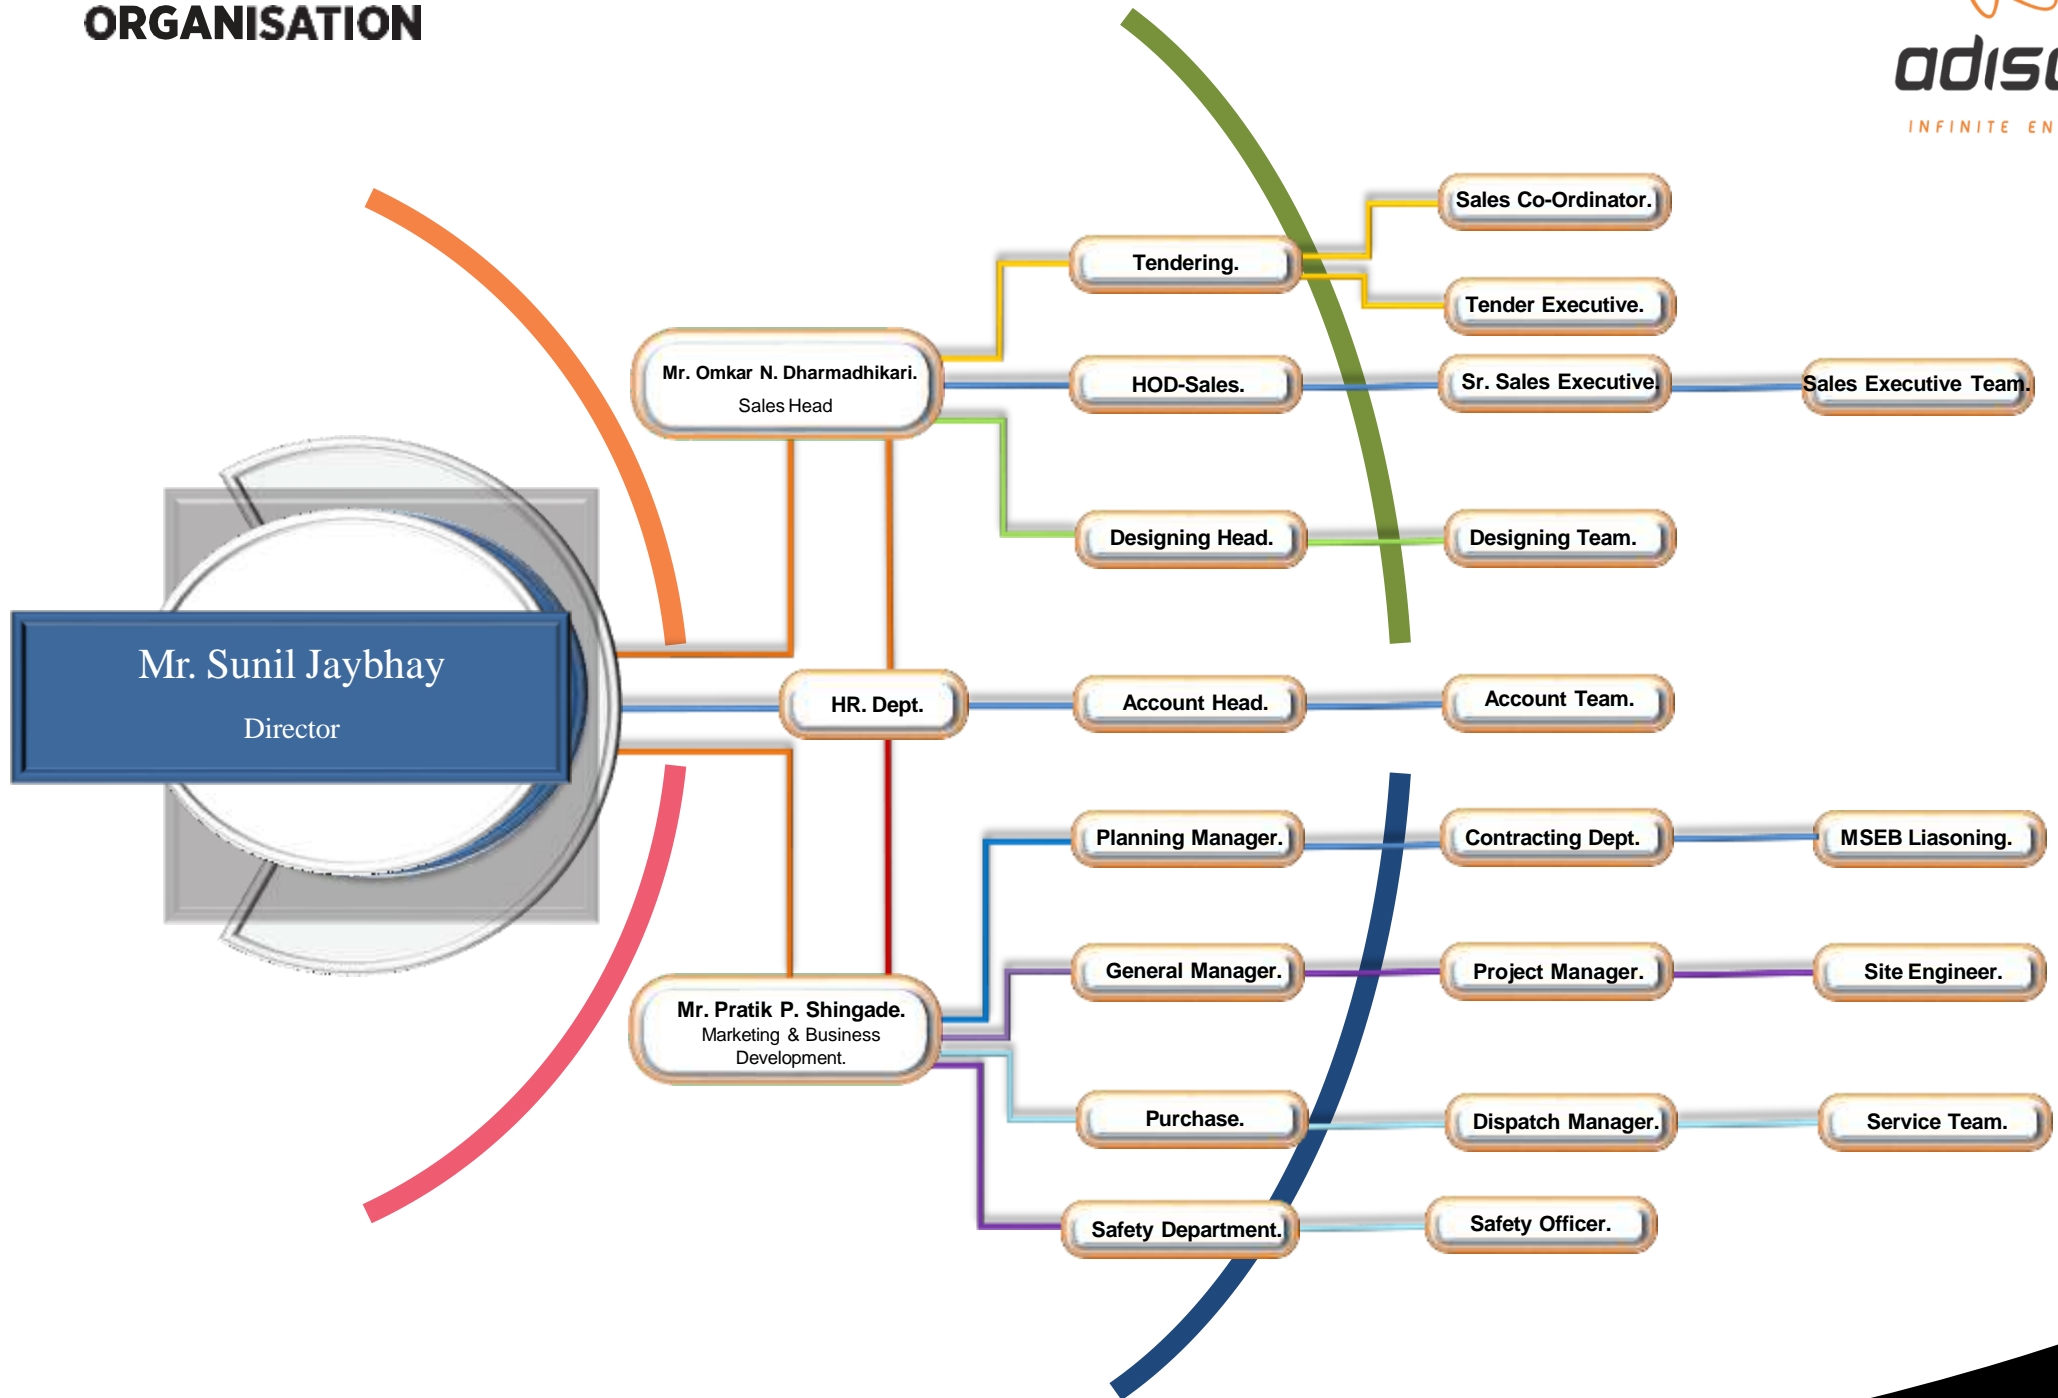 ORGANISATION
INFINITE
Sales Co-Ordinator.
Tendering.
Tender Executive.
Mr. Omkar N. Dharmadhikari.
Sales Head
HOD-Sales.
Sr. Sales Executive.
Sales Executive Team.
Designing Head.
Designing Team.
Mr. Sunil Jaybhay
Director
HR. Dept.
Account Head.
Account Team.
Planning Manager.
Contracting Dept.
MSEB Liasoning.
General Manager.
Project Manager.
Site Engineer.
Mr. Pratik P. Shingade.
Marketing & Business
Development.
Purchase.
Dispatch Manager.
Service Team.
Safety Department.
Safety Officer.